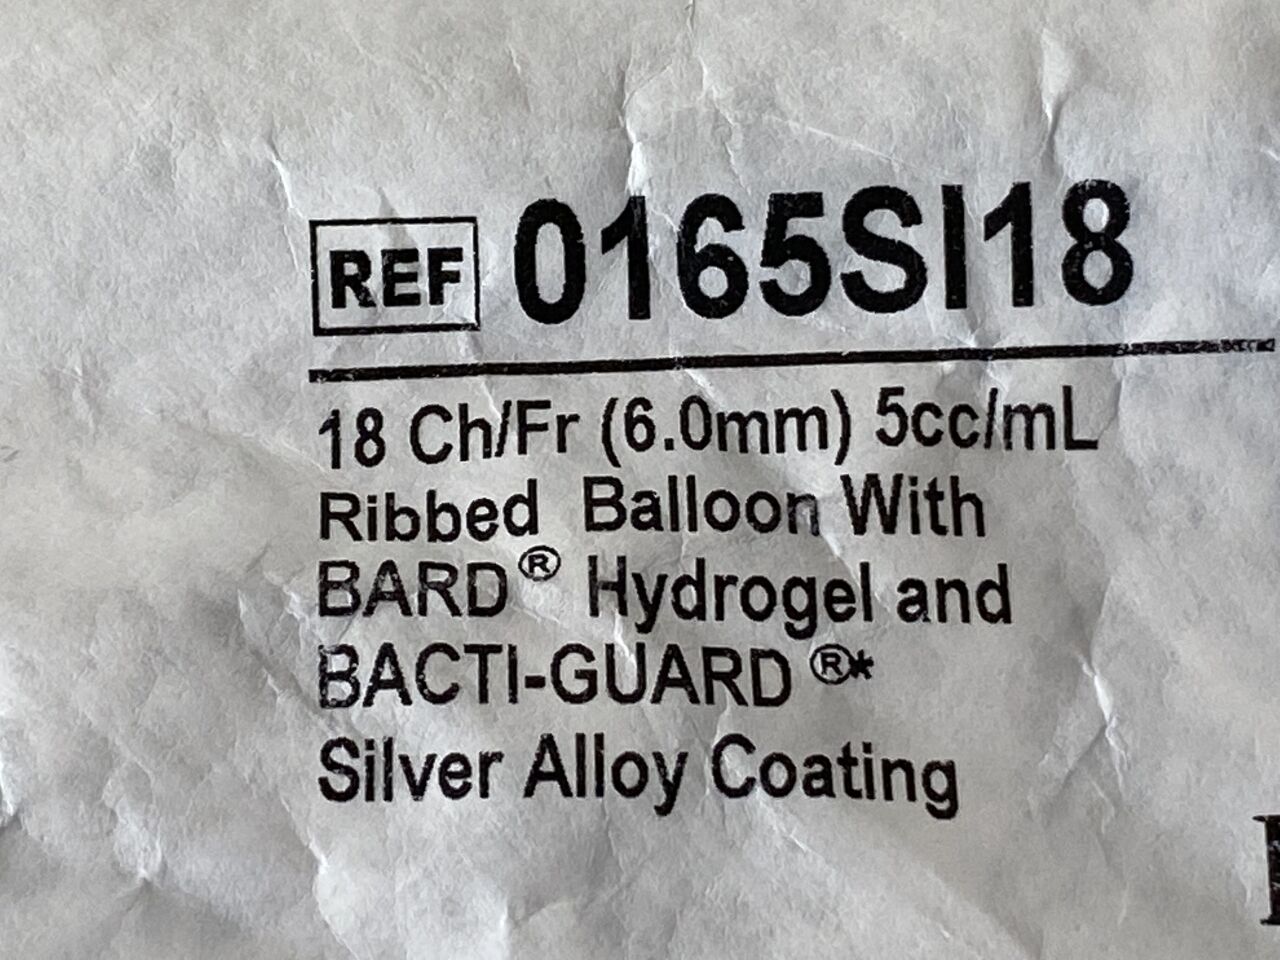 REF 0165SI18
18 Ch/Fr (6.0mm) 5cc/mL
Ribbed Balloon With
BARD® Hydrogel and
BACTI-GUARD®*
Silver Alloy Coating